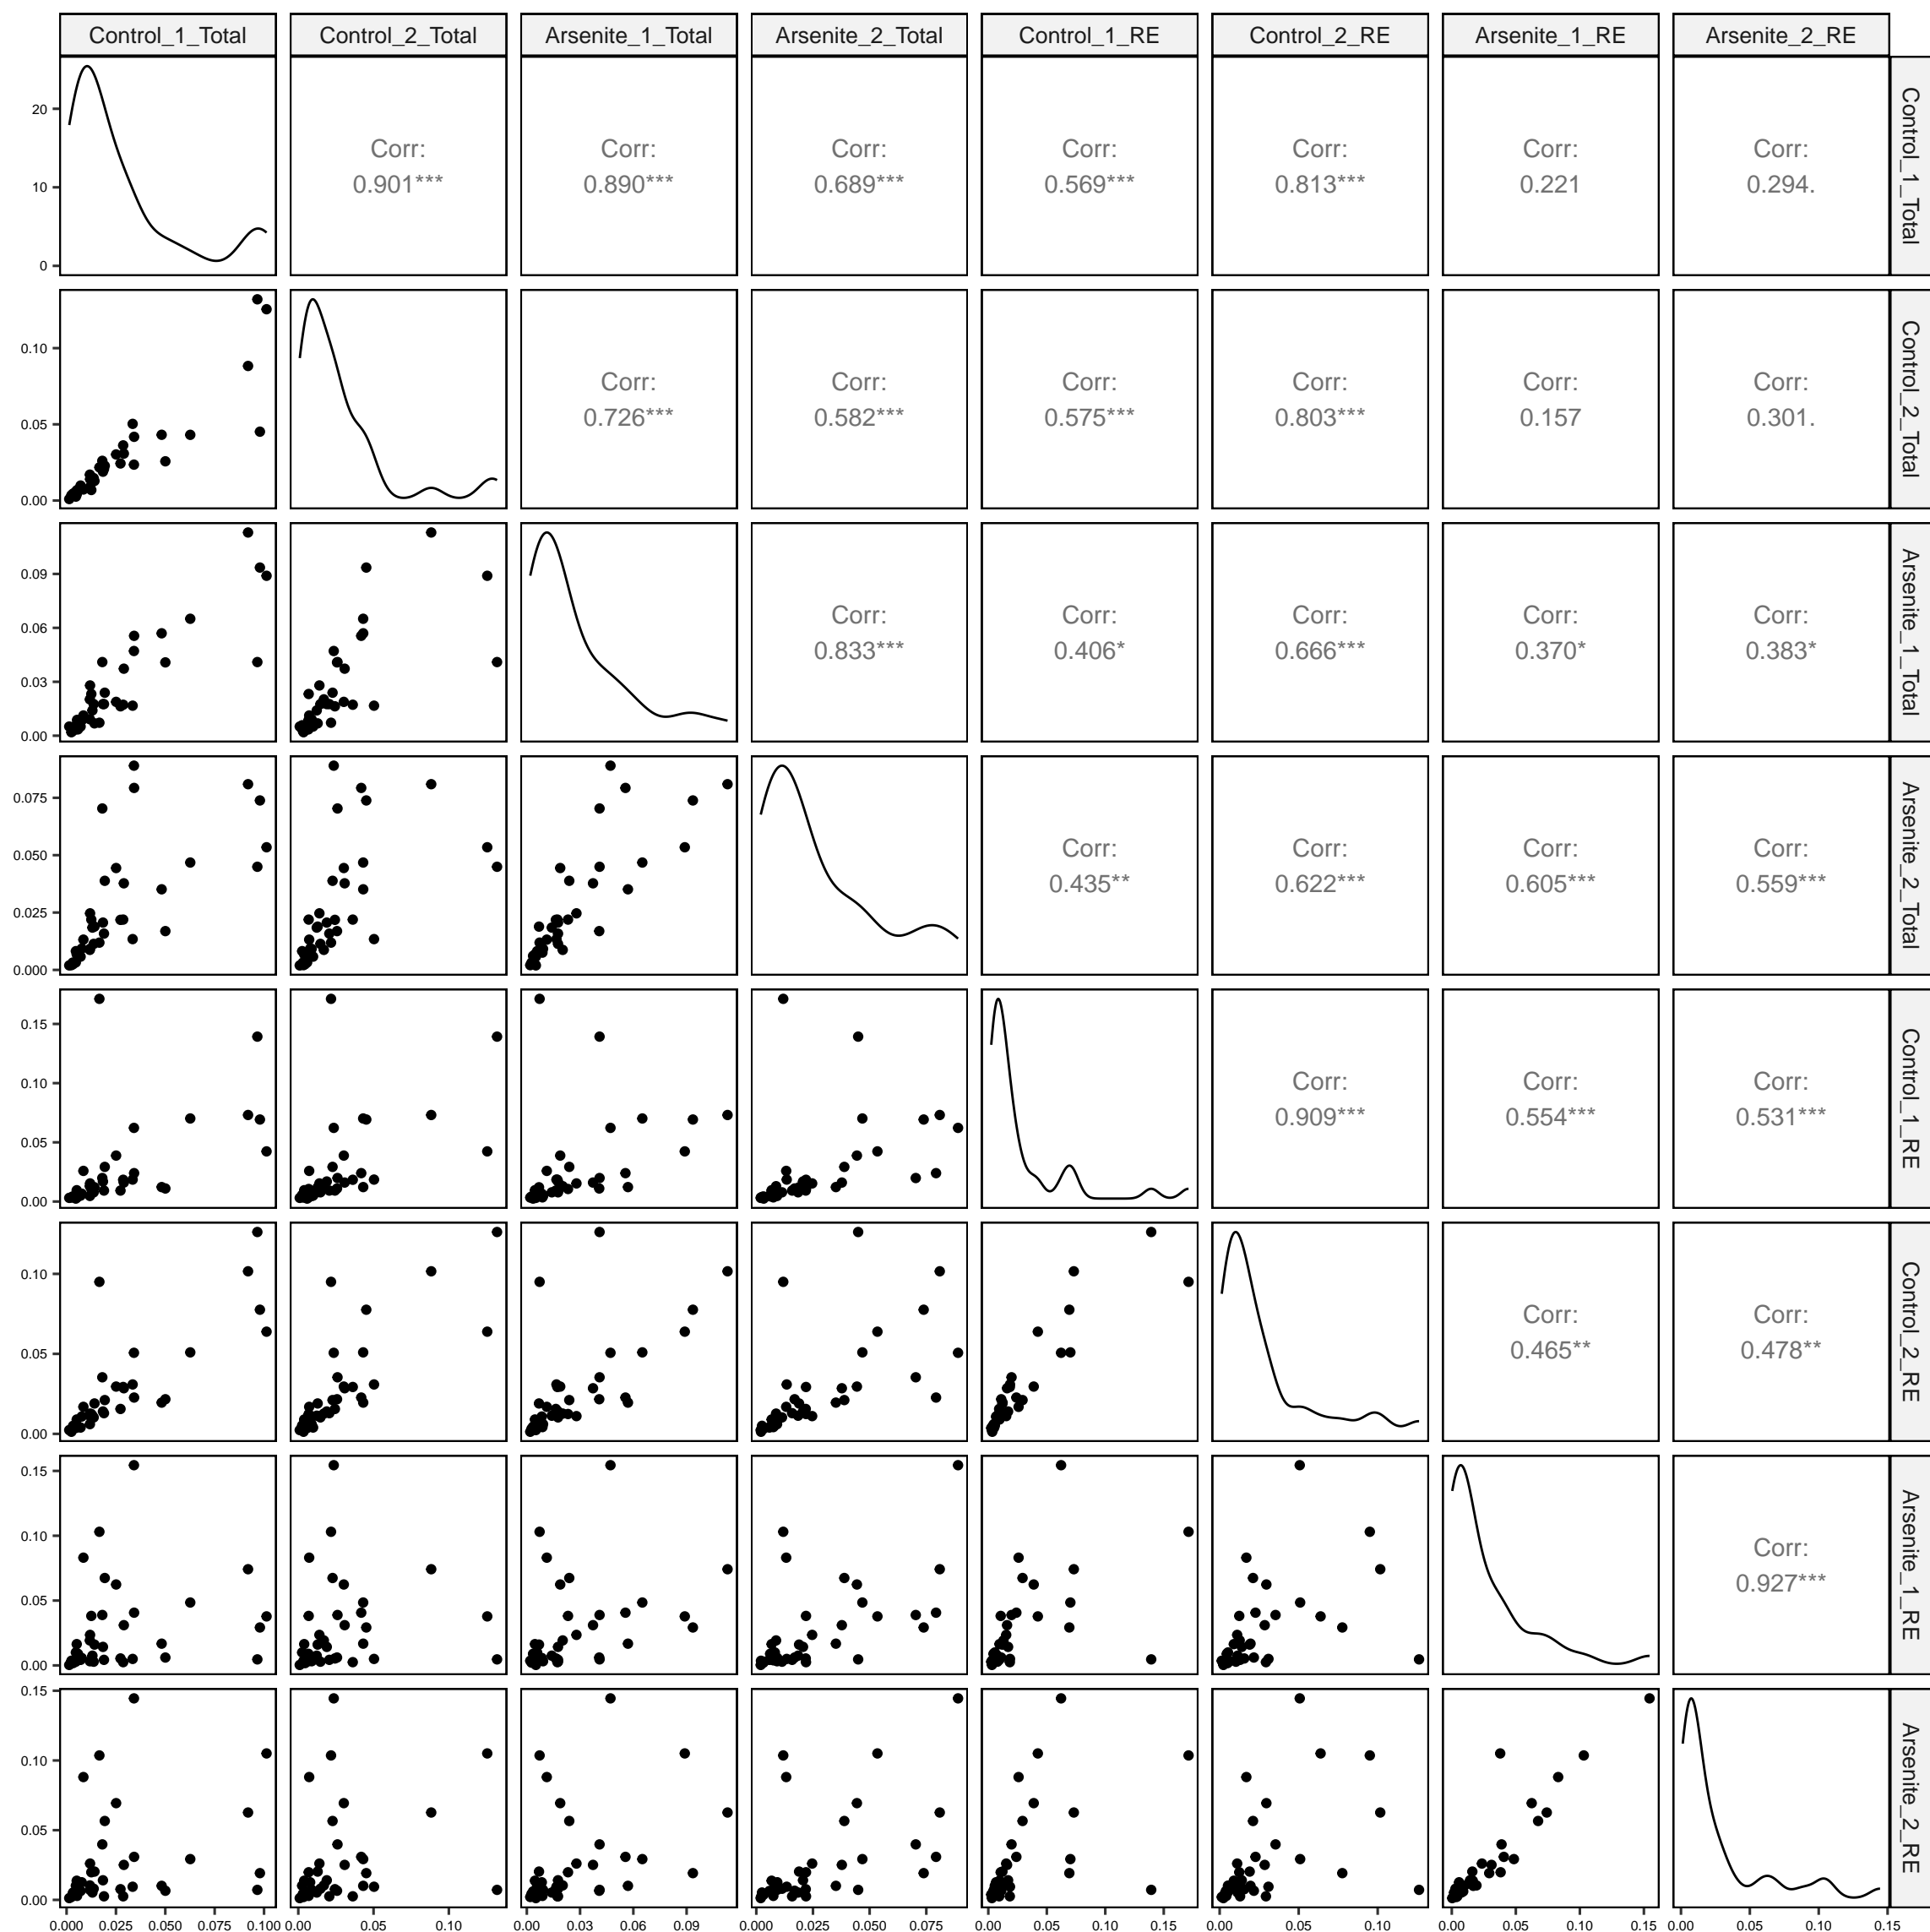 Control_1_Total Control_2_Total Arsenite_1_Total Arsenite_2_Total Control_1_RE Control_2_RE Arsenite_1_RE Arsenite_2_RE
20
10
0
Corr: Corr: Corr: Corr: Corr: Corr: Corr:
0.901*** 0.890*** 0.689*** 0.569*** 0.813*** 0.221 0.294.
Control_1_Total
0.10
0.05
0.00
Corr: Corr: Corr: Corr: Corr: Corr:
0.726*** 0.582*** 0.575*** 0.803*** 0.157 0.301.
Control_2_Total
0.09
0.06
0.03
0.00
Corr: Corr: Corr: Corr: Corr:
0.833*** 0.406* 0.666*** 0.370* 0.383*
Arsenite_1_Total
0.075
0.050
0.025
0.000
Corr: Corr: Corr: Corr:
0.435** 0.622*** 0.605*** 0.559***
Arsenite_2_Total
0.15
0.10
0.05
0.00
Corr: Corr: Corr:
0.909*** 0.554*** 0.531***
Control_1_RE
0.10
0.05
0.00
Corr: Corr:
0.465** 0.478**
Control_2_RE
0.15
0.10
0.05
0.00
Corr:
0.927***
Arsenite_1_RE
0.15
0.10
0.05
0.00
Arsenite_2_RE
0.000 0.025 0.050 0.075 0.100 0.00 0.05 0.10 0.00 0.03 0.06 0.09 0.000 0.025 0.050 0.075 0.00 0.05 0.10 0.15 0.00 0.05 0.10 0.00 0.05 0.10 0.15 0.00 0.05 0.10 0.15